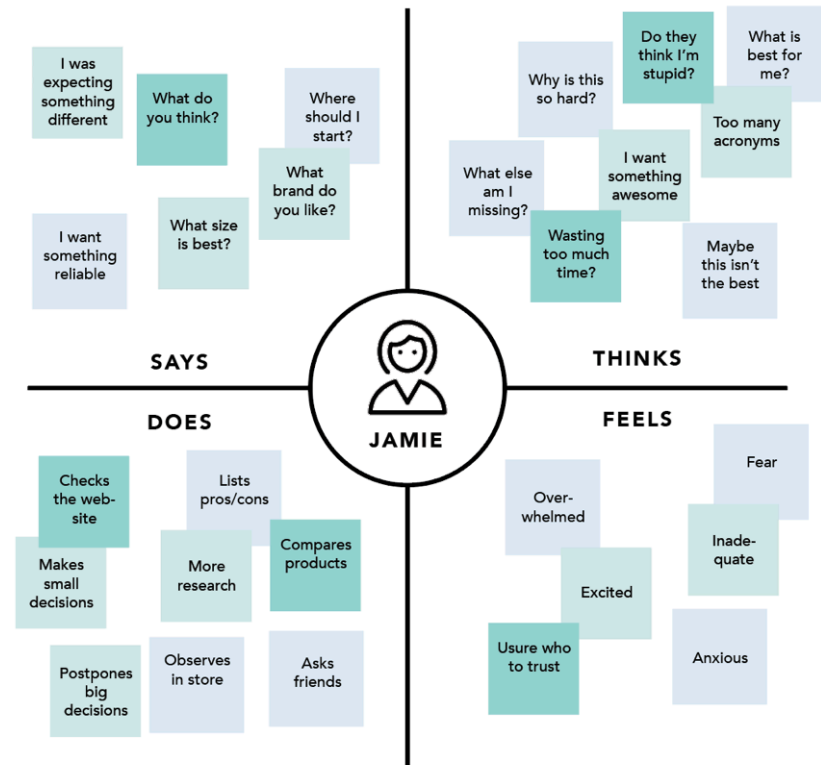 I was
expecting
something
different
What do
you think?
Where
should I
start?
What
brand do
you like?
What size
is best?
I want
something
reliable
SAYS
Do they
think I'm
stupid?
What is
best for
me?
Why is this
so hard?
Too many
acronyms
I want
something
awesome
What else
am I
missing?
Wasting
too much
time?
Maybe
this isn't
the best
THINKS
JAMIE
DOES
Checks
the web-
site
Lists
pros/cons
Makes
small
decisions
More
research
Compares
products
Postpones
big
decisions
Observes
in store
Asks
friends
FEELS
Over-
whelmed
Fear
Inade-
quate
Excited
Usure who
to trust
Anxious